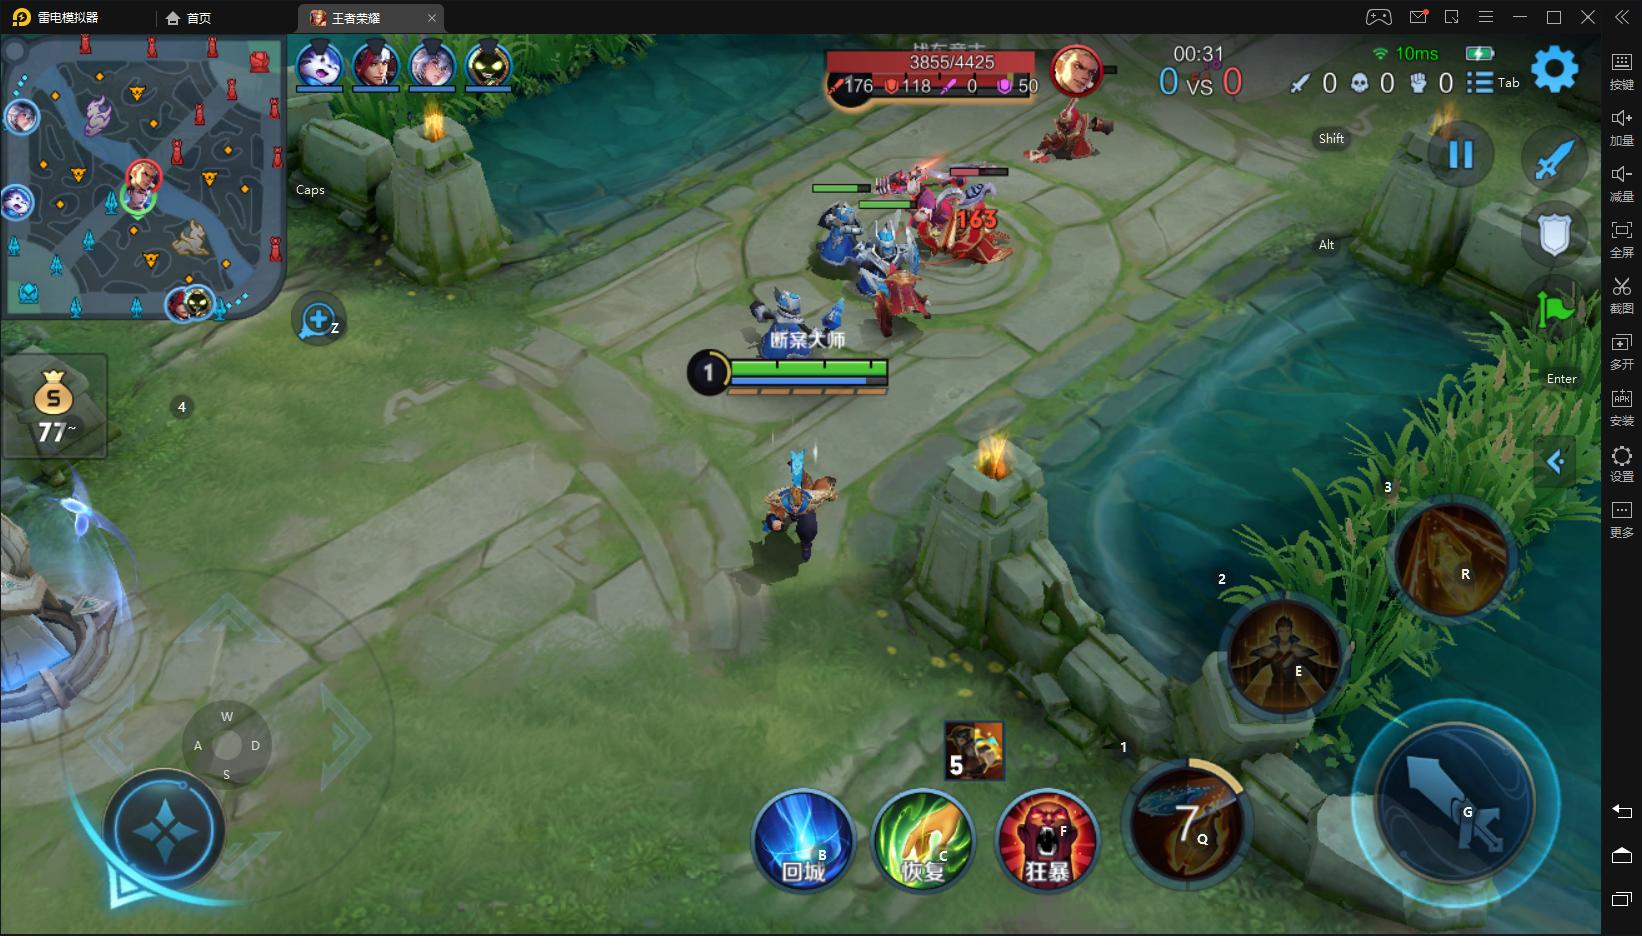 雷电模拟器
首页
王者荣耀
3855/4425
176 118 0 50
00:31
0 VS 0
10ms
0 0 0
Tab
Shift
Caps
Alt
Z
163
断案大师
1
77~
4
Enter
3
R
2
E
W
A D
S
5
1
7
Q
G
B
回城
C
恢复
F
狂暴
按键
加量
减量
全屏
截图
多开
APK
安装
设置
更多